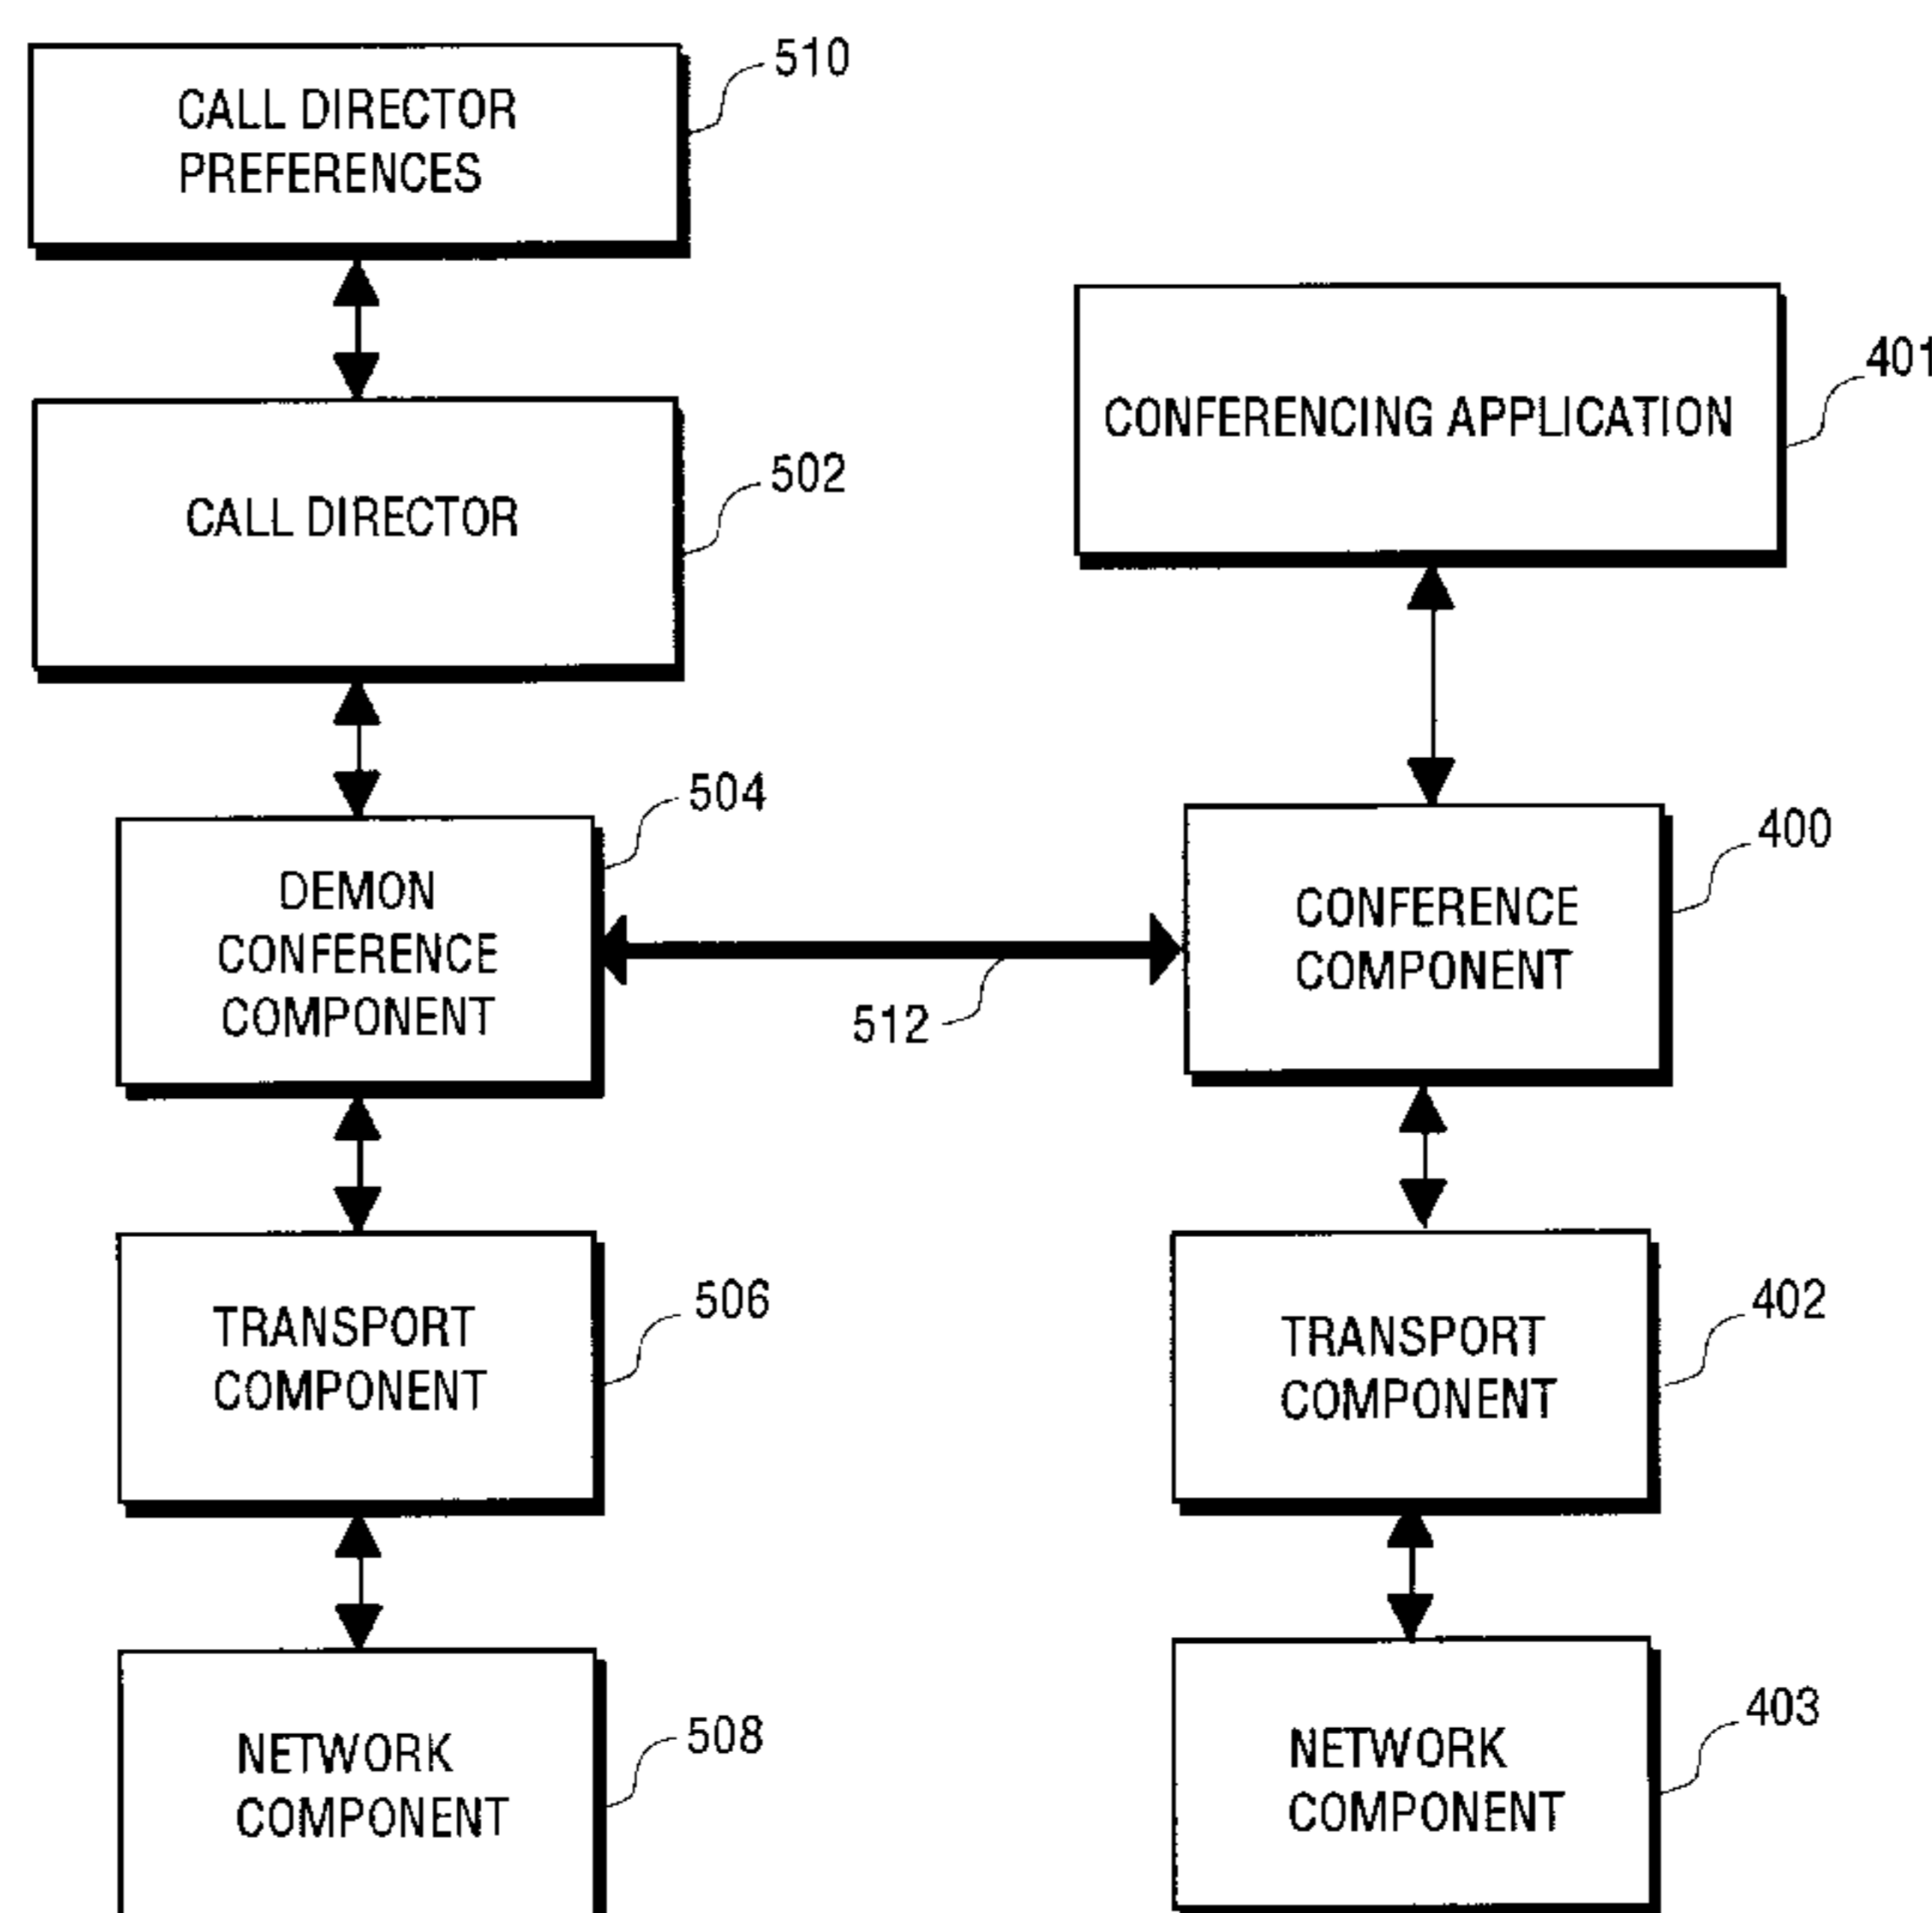 510
CALL DIRECTOR
PREFERENCES
401
CONFERENCING APPLICATION
502
CALL DIRECTOR
504
DEMON
CONFERENCE
COMPONENT
400
CONFERENCE
COMPONENT
512
506
TRANSPORT
COMPONENT
402
TRANSPORT
COMPONENT
508
NETWORK
COMPONENT
403
NETWORK
COMPONENT